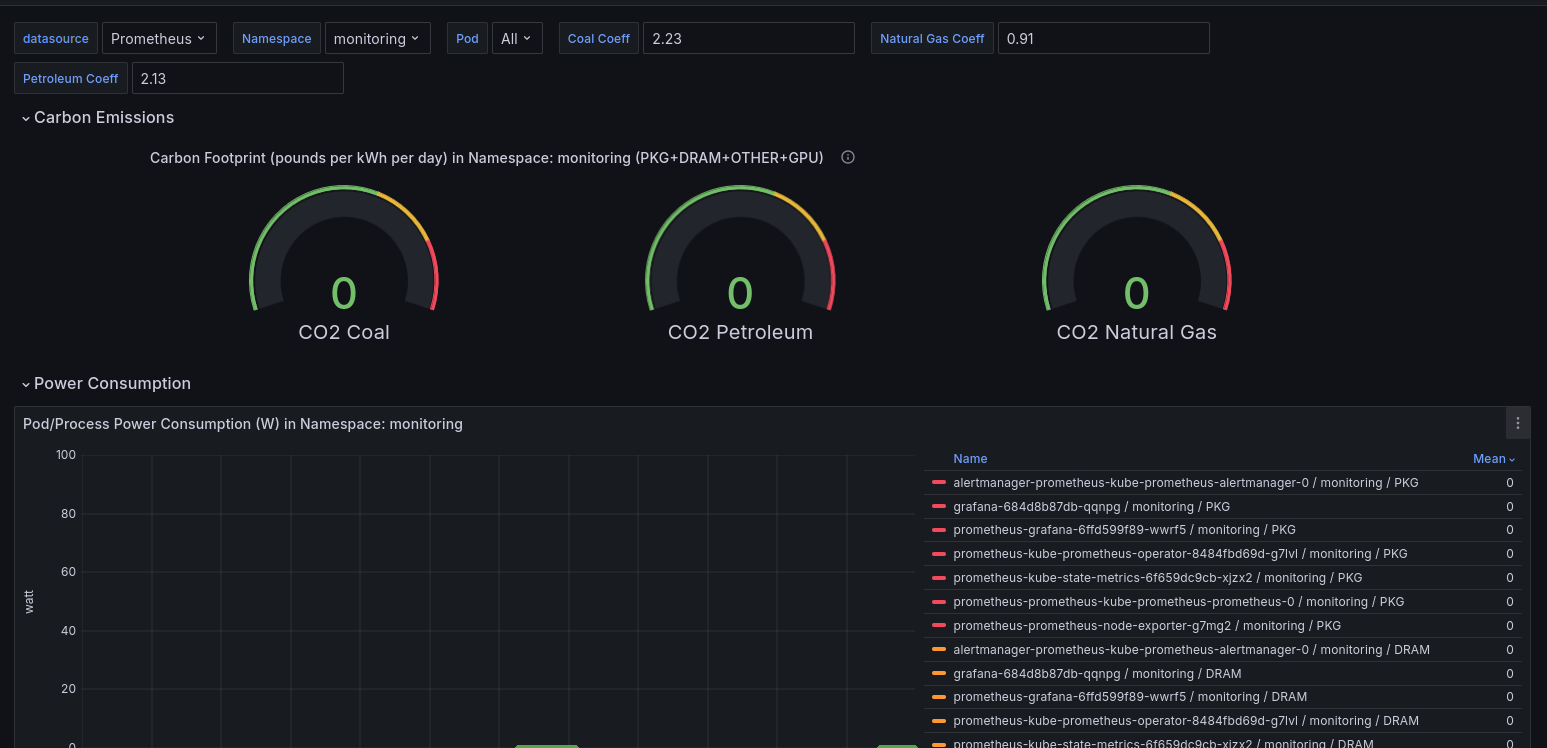 datasource Prometheus Namespace monitoring Pod All Coal Coeff 2.23 Natural Gas Coeff 0.91
Petroleum Coeff 2.13
Carbon Emissions
Carbon Footprint (pounds per kWh per day) in Namespace: monitoring (PKG+DRAM+OTHER+GPU)
0 0 0
CO2 Coal CO2 Petroleum CO2 Natural Gas
Power Consumption
Pod/Process Power Consumption (W) in Namespace: monitoring
100
80
60
40
20
0
watt
Name Mean
alertmanager-prometheus-kube-prometheus-alertmanager-0 / monitoring / PKG 0
grafana-684d8b87db-qqnpg / monitoring / PKG 0
prometheus-grafana-6ffd599f89-wwrf5 / monitoring / PKG 0
prometheus-kube-prometheus-operator-8484fbd69d-g7lvl / monitoring / PKG 0
prometheus-kube-state-metrics-6f659dc9cb-xjzx2 / monitoring / PKG 0
prometheus-prometheus-kube-prometheus-prometheus-0 / monitoring / PKG 0
prometheus-prometheus-node-exporter-g7mg2 / monitoring / PKG 0
alertmanager-prometheus-kube-prometheus-alertmanager-0 / monitoring / DRAM 0
grafana-684d8b87db-qqnpg / monitoring / DRAM 0
prometheus-grafana-6ffd599f89-wwrf5 / monitoring / DRAM 0
prometheus-kube-prometheus-operator-8484fbd69d-g7lvl / monitoring / DRAM 0
prometheus-kube-state-metrics-6f659dc9cb-xjzx2 / monitoring / DRAM 0